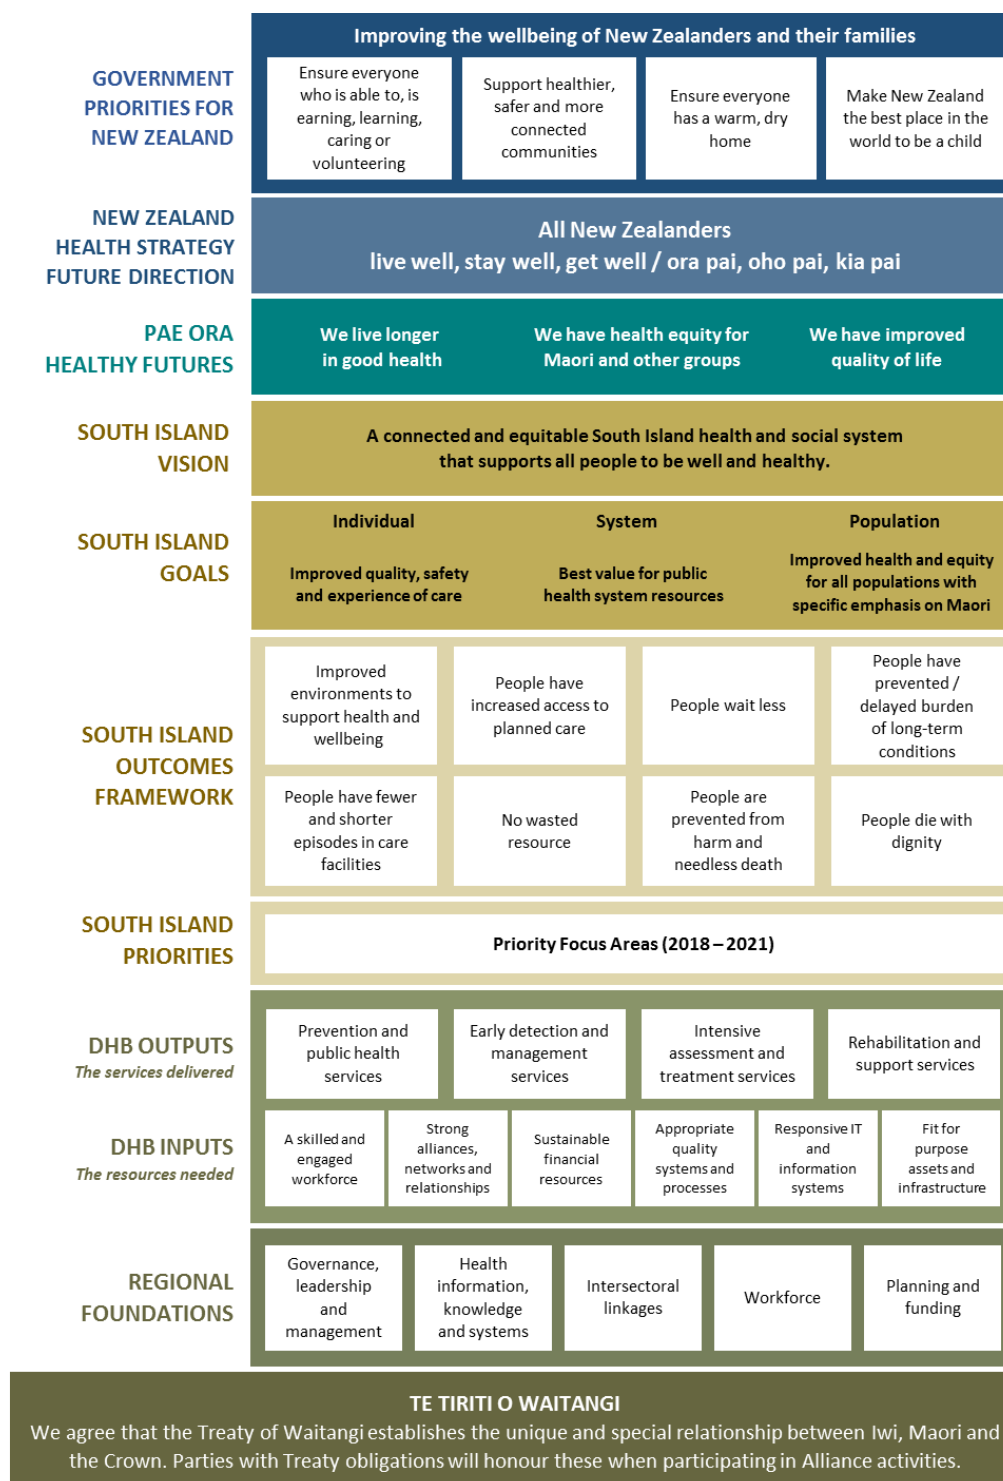 Improving the wellbeing of New Zealanders and their families
GOVERNMENT
PRIORITIES FOR
NEW ZEALAND
Ensure everyone
who is able to, is
earning, learning,
caring or
volunteering
Support healthier,
safer and more
connected
communities
Ensure everyone
has a warm, dry
home
Make New Zealand
the best place in the
world to be a child
NEW ZEALAND
HEALTH STRATEGY
FUTURE DIRECTION
All New Zealanders
live well, stay well, get well / ora pai, oho pai, kia pai
PAE ORA
HEALTHY FUTURES
We live longer
in good health
We have health equity for
Maori and other groups
We have improved
quality of life
SOUTH ISLAND
VISION
A connected and equitable South Island health and social system
that supports all people to be well and healthy.
SOUTH ISLAND
GOALS
Individual
Improved quality, safety
and experience of care
System
Best value for public
health system resources
Population
Improved health and equity
for all populations with
specific emphasis on Maori
SOUTH ISLAND
OUTCOMES
FRAMEWORK
Improved
environments to
support health and
wellbeing
People have
increased access to
planned care
People wait less
People have
prevented /
delayed burden
of long-term
conditions
People have fewer
and shorter
episodes in care
facilities
No wasted
resource
People are
prevented from
harm and
needless death
People die with
dignity
SOUTH ISLAND
PRIORITIES
Priority Focus Areas (2018 – 2021)
DHB OUTPUTS
The services delivered
Prevention and
public health
services
Early detection and
management
services
Intensive
assessment and
treatment services
Rehabilitation and
support services
DHB INPUTS
The resources needed
A skilled and
engaged
workforce
Strong
alliances,
networks and
relationships
Sustainable
financial
resources
Appropriate
quality
systems and
processes
Responsive IT
and
information
systems
Fit for
purpose
assets and
infrastructure
REGIONAL
FOUNDATIONS
Governance,
leadership
and
management
Health
information,
knowledge
and systems
Intersectoral
linkages
Workforce
Planning and
funding
TE TIRITI O WAITANGI
We agree that the Treaty of Waitangi establishes the unique and special relationship between Iwi, Maori and
the Crown. Parties with Treaty obligations will honour these when participating in Alliance activities.